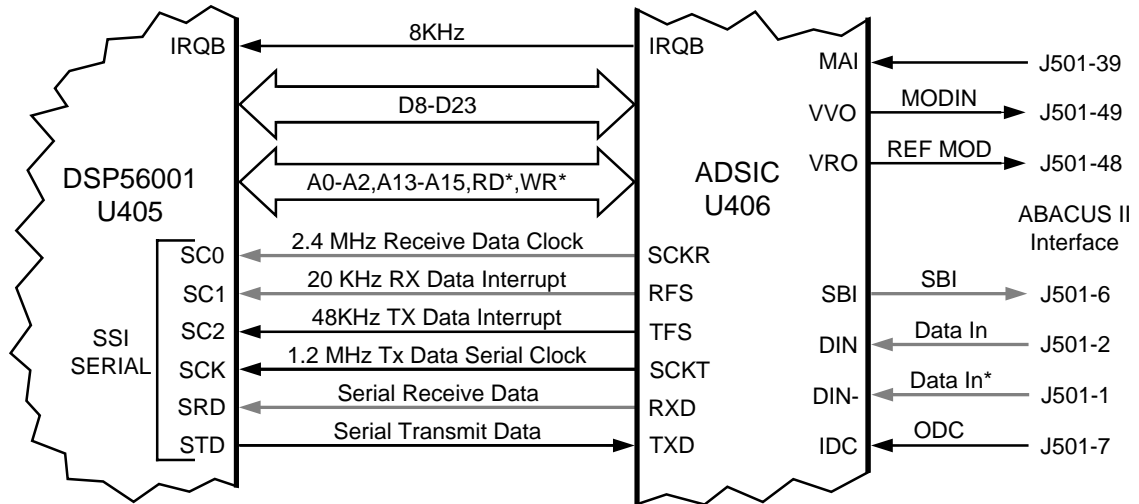 IRQB 8KHz IRQB
MAI J501-39
D8-D23
VVO MODIN J501-49
VRO REF MOD J501-48
DSP56001
U405
A0-A2,A13-A15,RD*,WR*
ADSIC
U406
ABACUS II
Interface
SSI
SERIAL
SC0 2.4 MHz Receive Data Clock SCKR
SC1 20 KHz RX Data Interrupt RFS
SBI SBI J501-6
SC2 48KHz TX Data Interrupt TFS
DIN Data In J501-2
SCK 1.2 MHz Tx Data Serial Clock SCKT
SRD Serial Receive Data RXD
DIN- Data In* J501-1
STD Serial Transmit Data TXD
IDC ODC J501-7